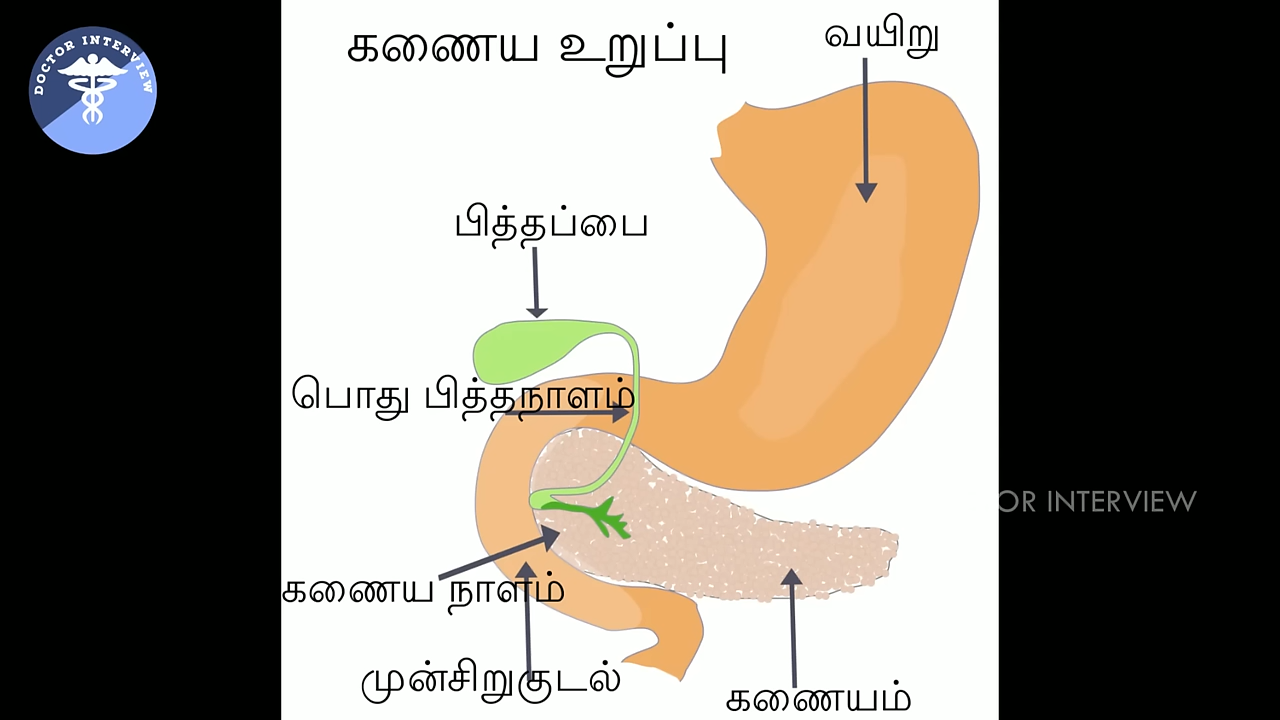 DOCTOR INTERVIEW
கணைய உறுப்பு
வயிறு
பித்தப்பை
பொது பித்தநாளம்
OR INTERVIEW
கணைய நாளம்
முன்சிறுகுடல்
கணையம்